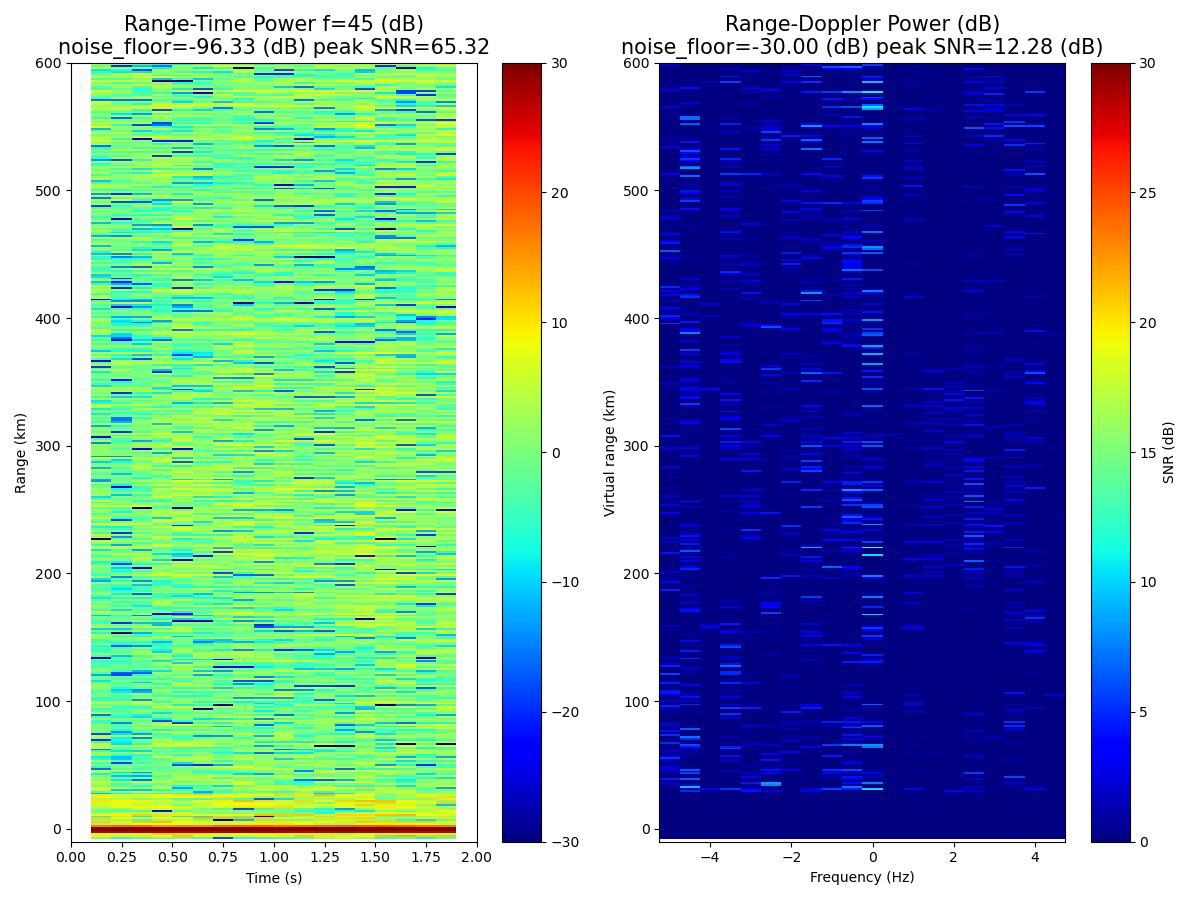 Range-Time Power f=45 (dB)
noise_floor=-96.33 (dB) peak SNR=65.32
Range (km)
600
500
400
300
200
100
0
0.00 0.25 0.50 0.75 1.00 1.25 1.50 1.75 2.00
Time (s)
30
20
10
0
−10
−20
−30
Range-Doppler Power (dB)
noise_floor=-30.00 (dB) peak SNR=12.28 (dB)
Virtual range (km)
600
500
400
300
200
100
0
−4 −2 0 2 4
Frequency (Hz)
30
25
20
15
10
5
0
SNR (dB)